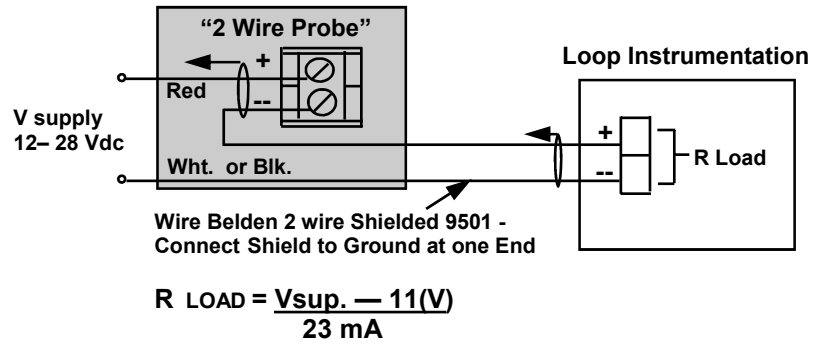 “2 Wire Probe”
+
Red
--
V supply
12– 28 Vdc
Wht. or Blk.
Loop Instrumentation
+
--
R Load
Wire Belden 2 wire Shielded 9501 -
Connect Shield to Ground at one End
R LOAD = Vsup. — 11(V)
23 mA